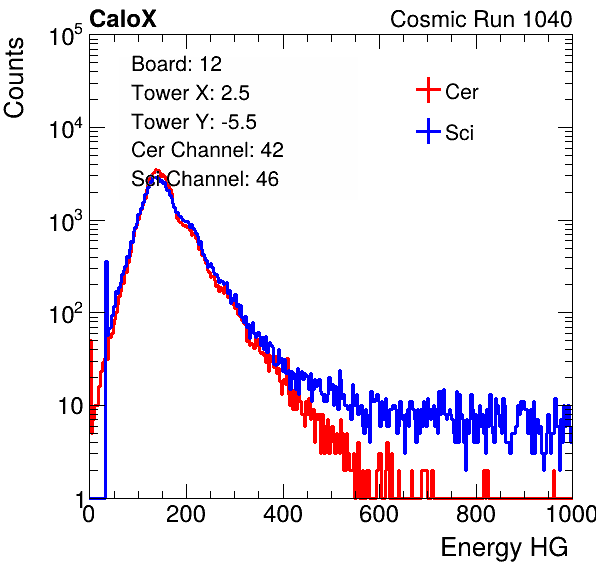 CaloX Cosmic Run 1040
Counts
Board: 12
Tower X: 2.5
Tower Y: -5.5
Cer Channel: 42
Sci Channel: 46
Cer
Sci
10^5
10^4
10^3
10^2
10
1
0 200 400 600 800 1000
Energy HG